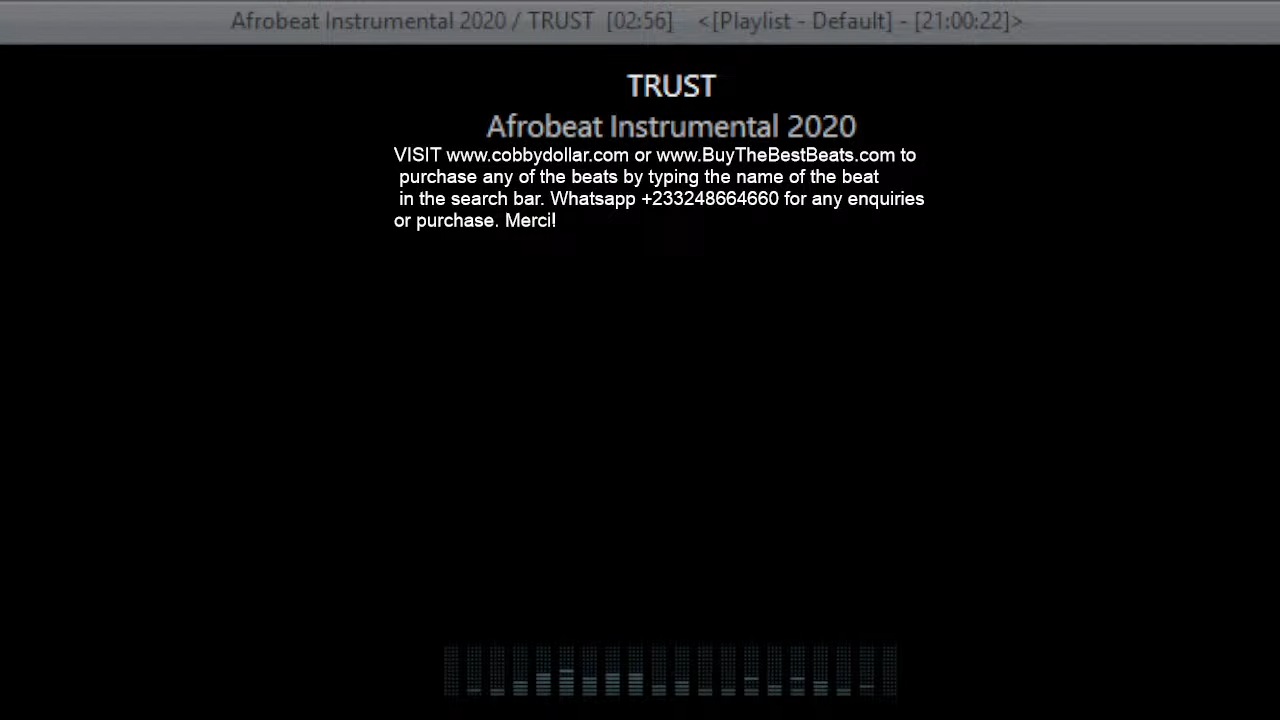 Afrobeat Instrumental 2020 / TRUST [02:56] <[Playlist - Default] - [21:00:22]>
TRUST
Afrobeat Instrumental 2020
VISIT www.cobbydollar.com or www.BuyTheBestBeats.com to
purchase any of the beats by typing the name of the beat
in the search bar. Whatsapp +233248664660 for any enquiries
or purchase. Merci!